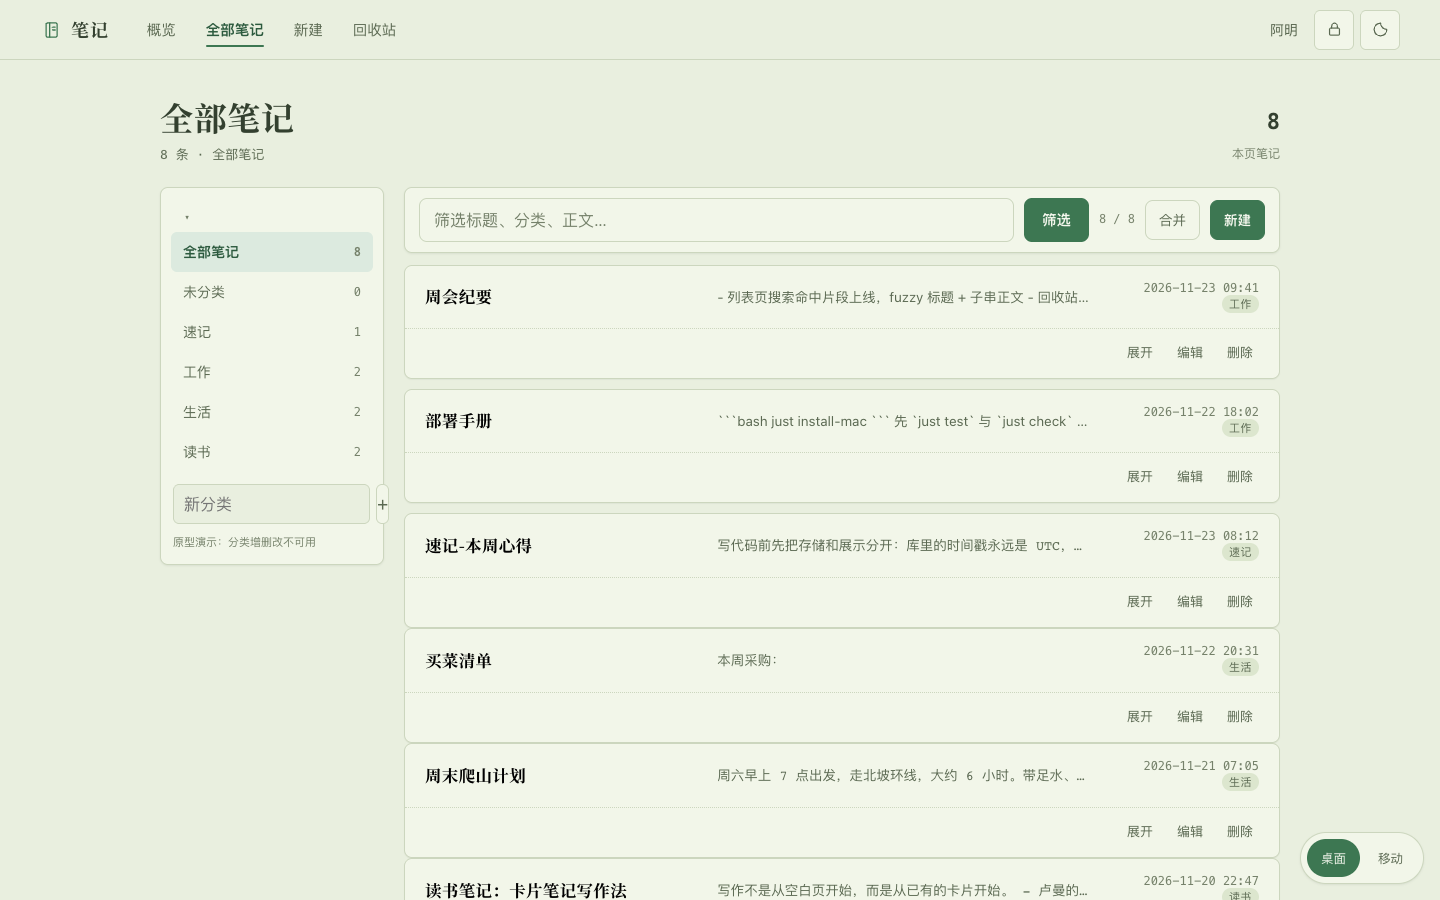 笔记
概览
全部笔记
新建
回收站
阿明
全部笔记
8 条 · 全部笔记
8
本页笔记
全部笔记 8
未分类 0
速记 1
工作 2
生活 2
读书 2
新分类 +
原型演示：分类增删改不可用
筛选标题、分类、正文…
筛选
8 / 8
合并
新建
周会纪要
- 列表页搜索命中片段上线，fuzzy 标题 + 子串正文 - 回收站…
2026-11-23 09:41
工作
展开 编辑 删除
部署手册
```bash just install-mac ``` 先 `just test` 与 `just check` …
2026-11-22 18:02
工作
展开 编辑 删除
速记-本周心得
写代码前先把存储和展示分开：库里的时间戳永远是 UTC，…
2026-11-23 08:12
速记
展开 编辑 删除
买菜清单
本周采购：
2026-11-22 20:31
生活
展开 编辑 删除
周末爬山计划
周六早上 7 点出发，走北坡环线，大约 6 小时。带足水、…
2026-11-21 07:05
生活
展开 编辑 删除
读书笔记：卡片笔记写作法
写作不是从空白页开始，而是从已有的卡片开始。 — 卢曼的…
2026-11-20 22:47
读书
桌面
移动